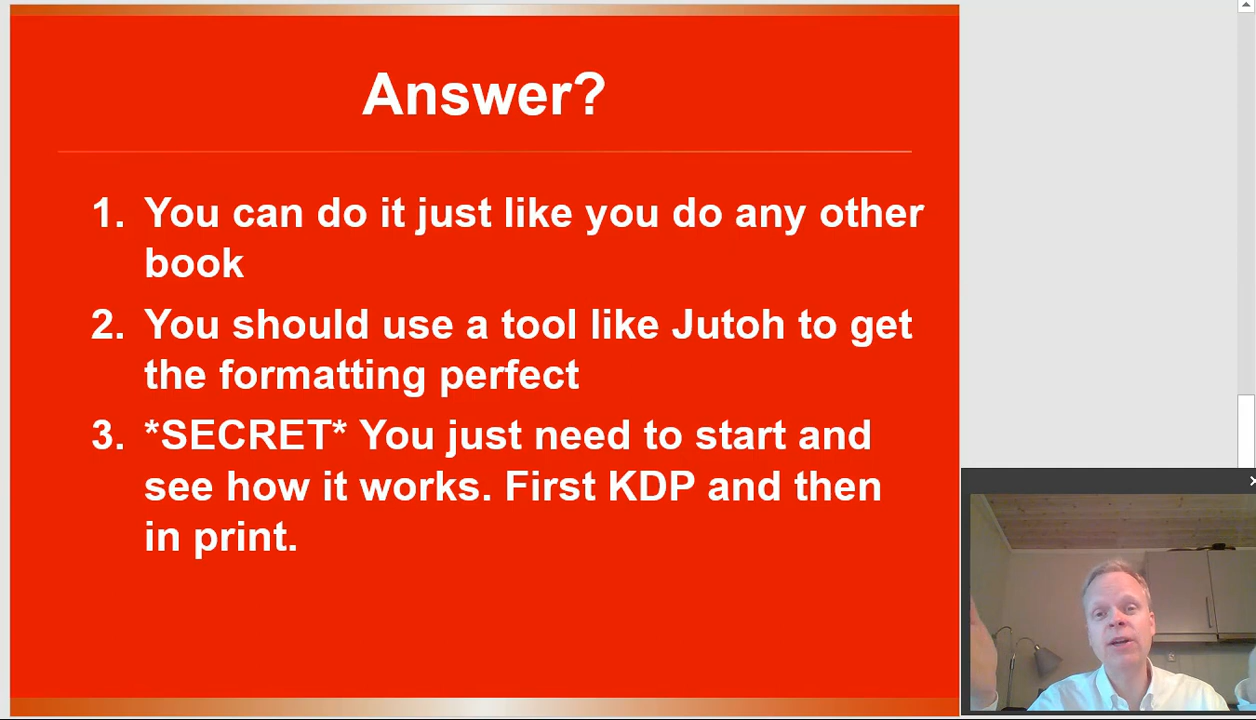 Answer?
1. You can do it just like you do any other
book
2. You should use a tool like Jutoh to get
the formatting perfect
3. *SECRET* You just need to start and
see how it works. First KDP and then
in print.